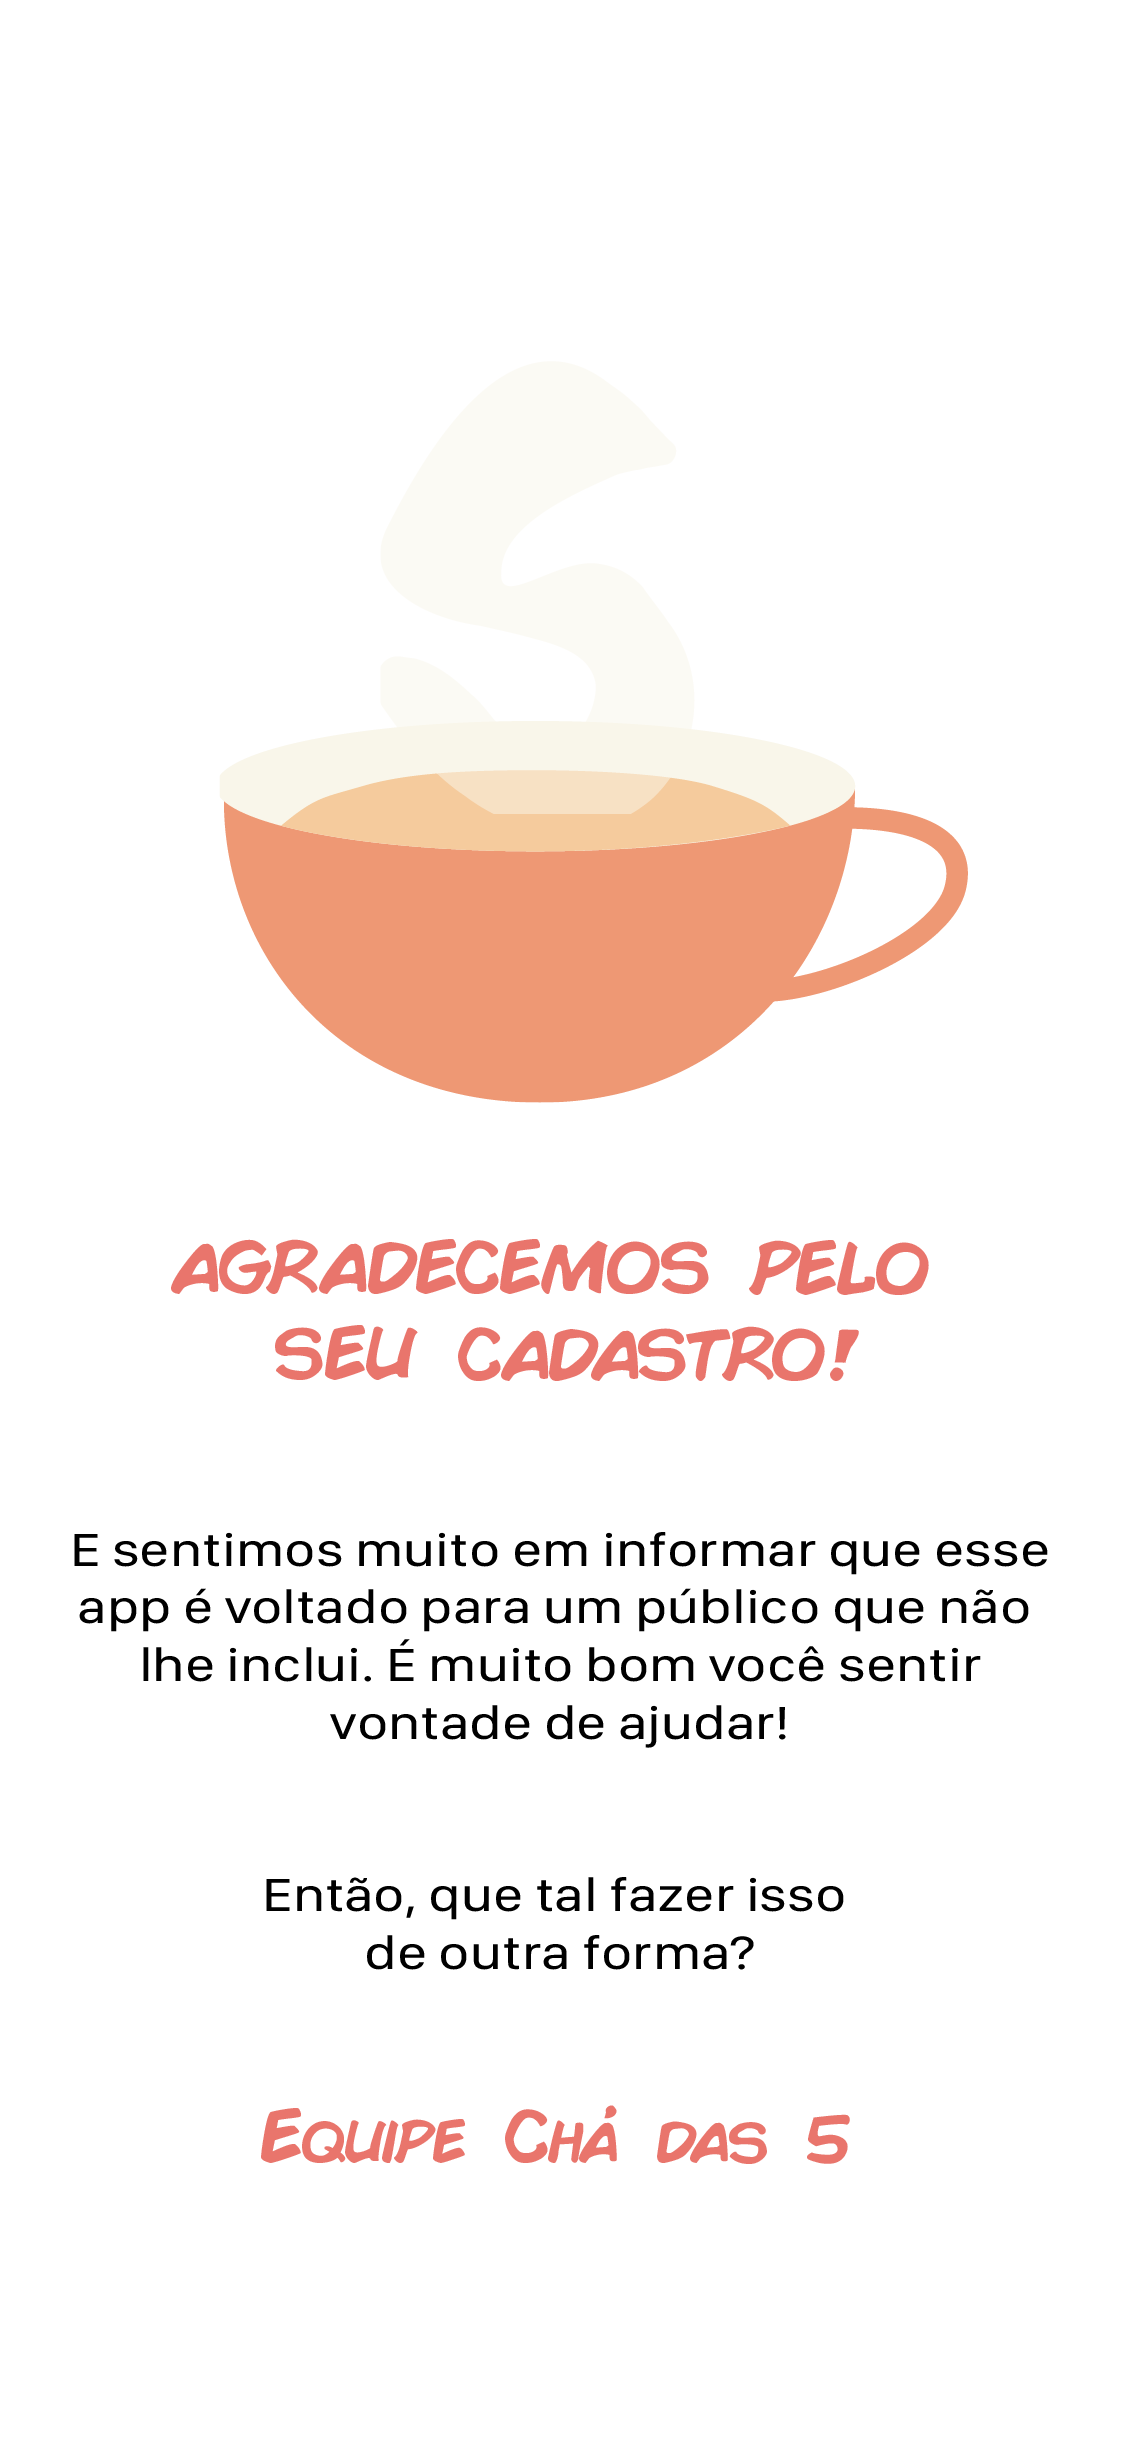 AGRADECEMOS PELO
SEU CADASTRO!
E sentimos muito em informar que esse
app é voltado para um público que não
lhe inclui. É muito bom você sentir
vontade de ajudar!
Então, que tal fazer isso
de outra forma?
Equipe Chá das 5